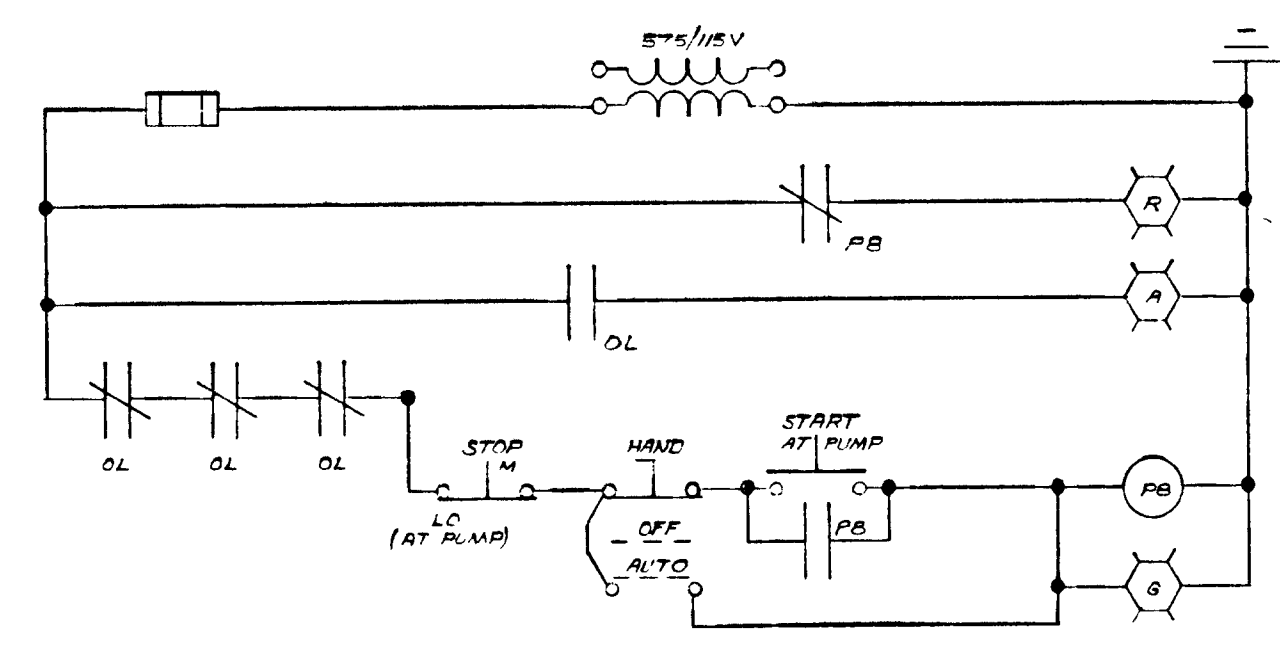 575/115V
R
PB
A
OL
OL
OL
OL
STOP
M
LO
(AT PUMP)
HAND
OFF
AUTO
START
AT PUMP
PB
PB
G